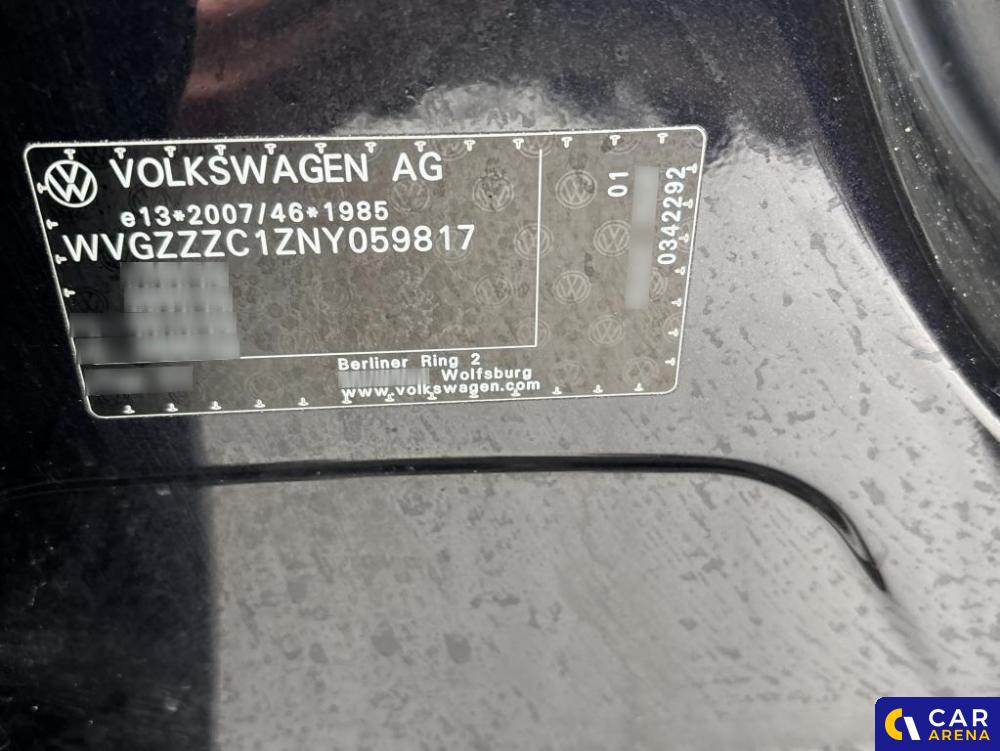 VOLKSWAGEN AG
e13*2007/46*1985
WVGZZZC1ZNY059817
Berliner Ring 2
Wolfsburg
www.volkswagen.com
01
0342292
CAR
ARENA